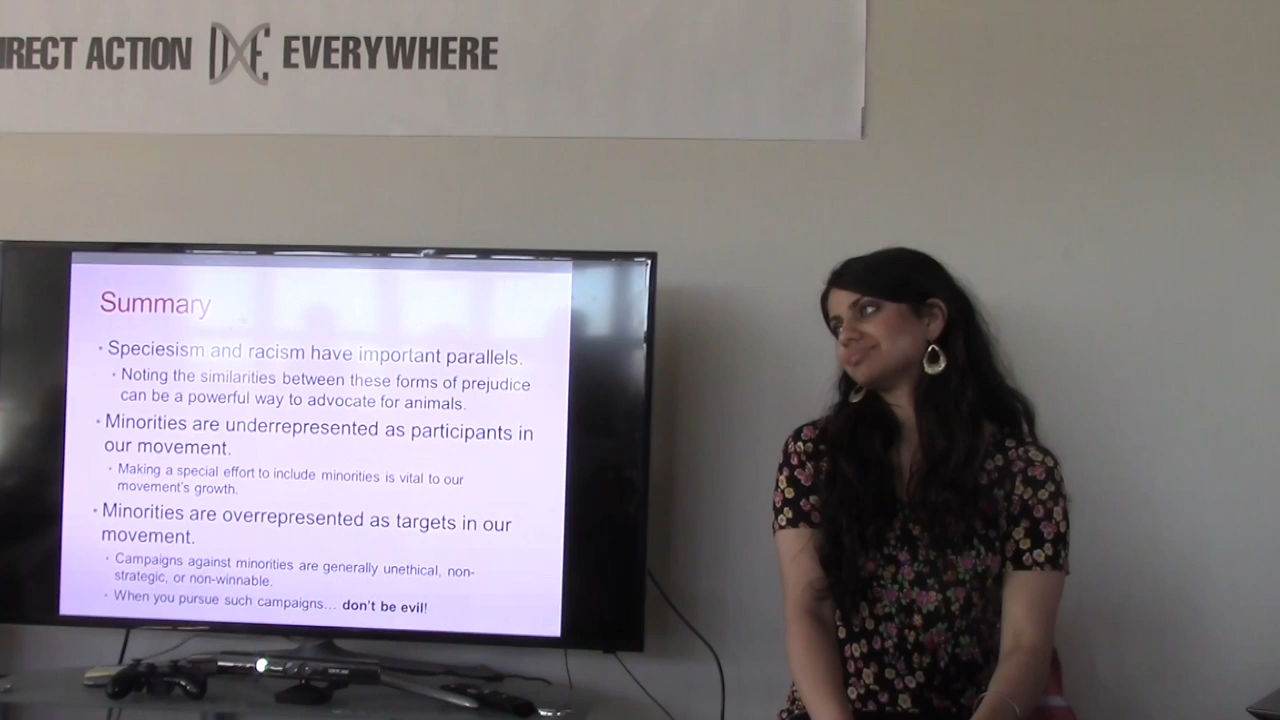 IRECT ACTION DXE EVERYWHERE
Summary
• Speciesism and racism have important parallels.
• Noting the similarities between these forms of prejudice
can be a powerful way to advocate for animals.
• Minorities are underrepresented as participants in
our movement.
• Making a special effort to include minorities is vital to our
movement's growth.
• Minorities are overrepresented as targets in our
movement.
• Campaigns against minorities are generally unethical, non-
strategic, or non-winnable.
• When you pursue such campaigns... don't be evil!